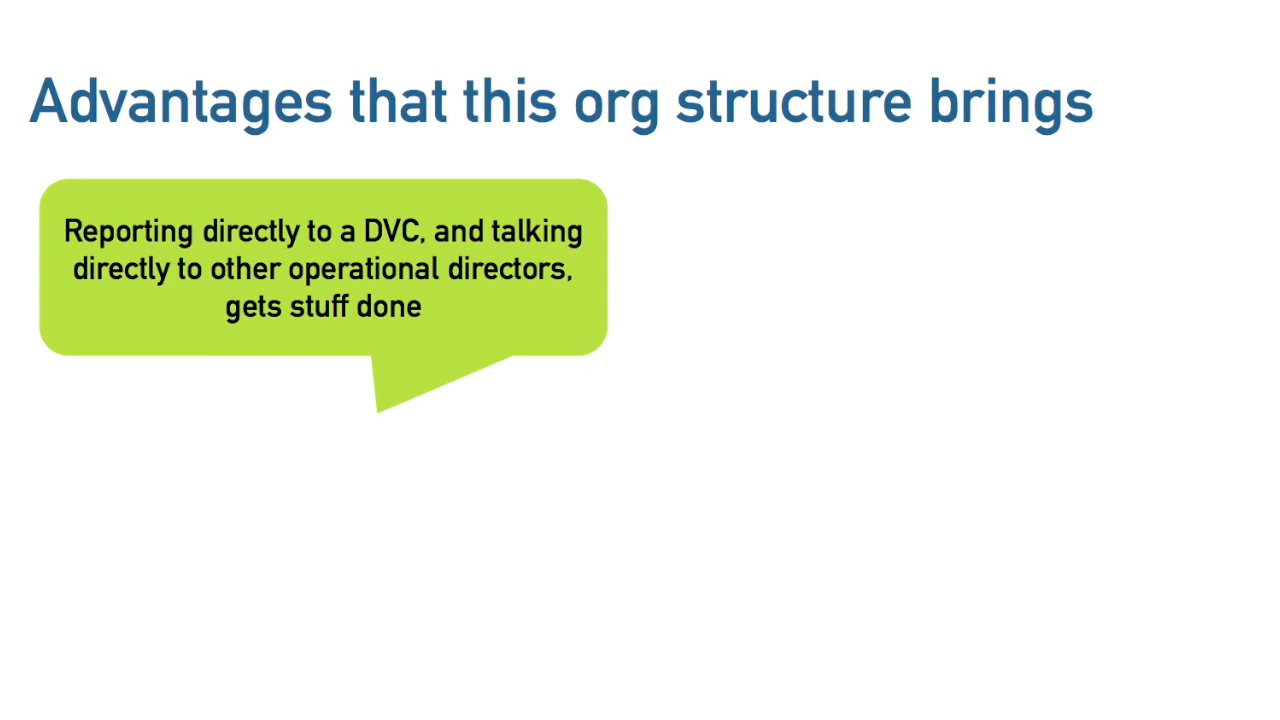 Advantages that this org structure brings
Reporting directly to a DVC, and talking
directly to other operational directors,
gets stuff done